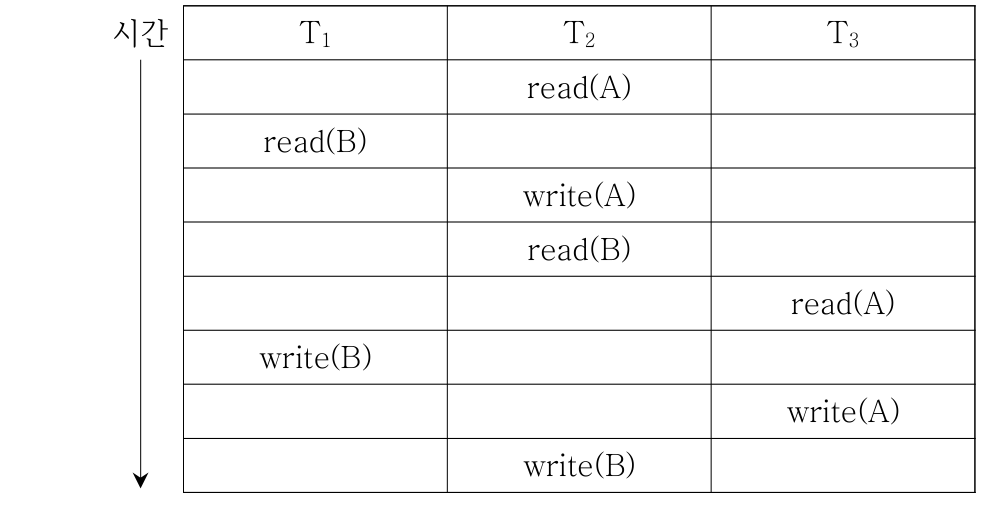 시간 T₁ T₂ T₃
read(A)
read(B)
write(A)
read(B)
read(A)
write(B)
write(A)
write(B)